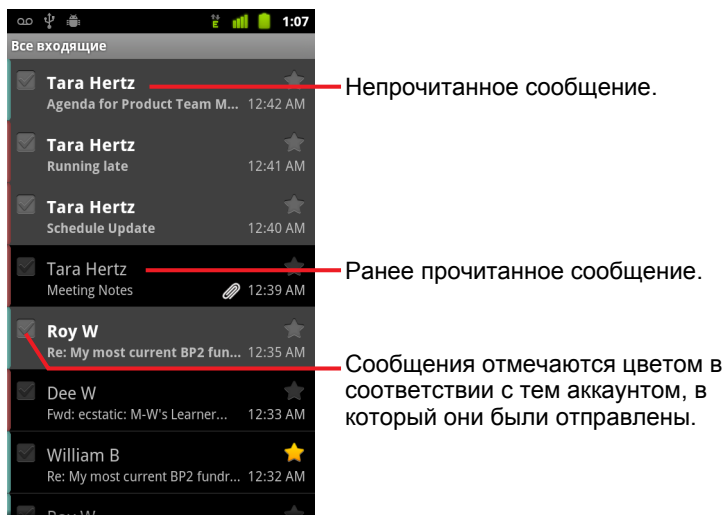 1:07
Все входящие
Tara Hertz
Agenda for Product Team M... 12:42 AM
Непрочитанное сообщение.
Tara Hertz
Running late 12:41 AM
Tara Hertz
Schedule Update 12:40 AM
Tara Hertz
Meeting Notes 12:39 AM
Ранее прочитанное сообщение.
Roy W
Re: My most current BP2 fun... 12:35 AM
Сообщения отмечаются цветом в
соответствии с тем аккаунтом, в
который они были отправлены.
Dee W
Fwd: ecstatic: M-W's Learner... 12:33 AM
William B
Re: My most current BP2 fundr... 12:32 AM